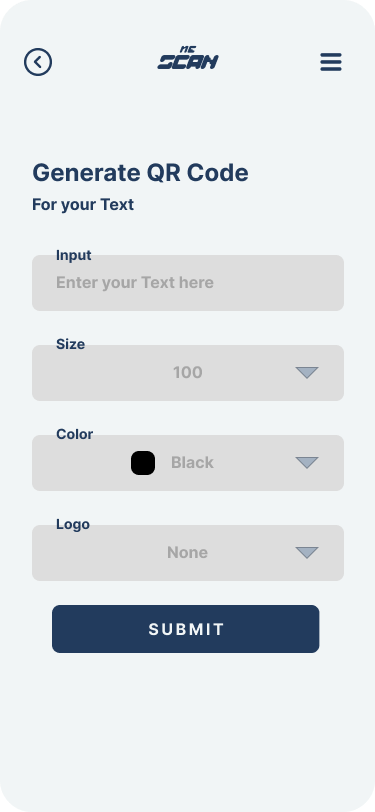 ME
SCAN
Generate QR Code
For your Text
Input
Enter your Text here
Size
100
Color
Black
Logo
None
SUBMIT